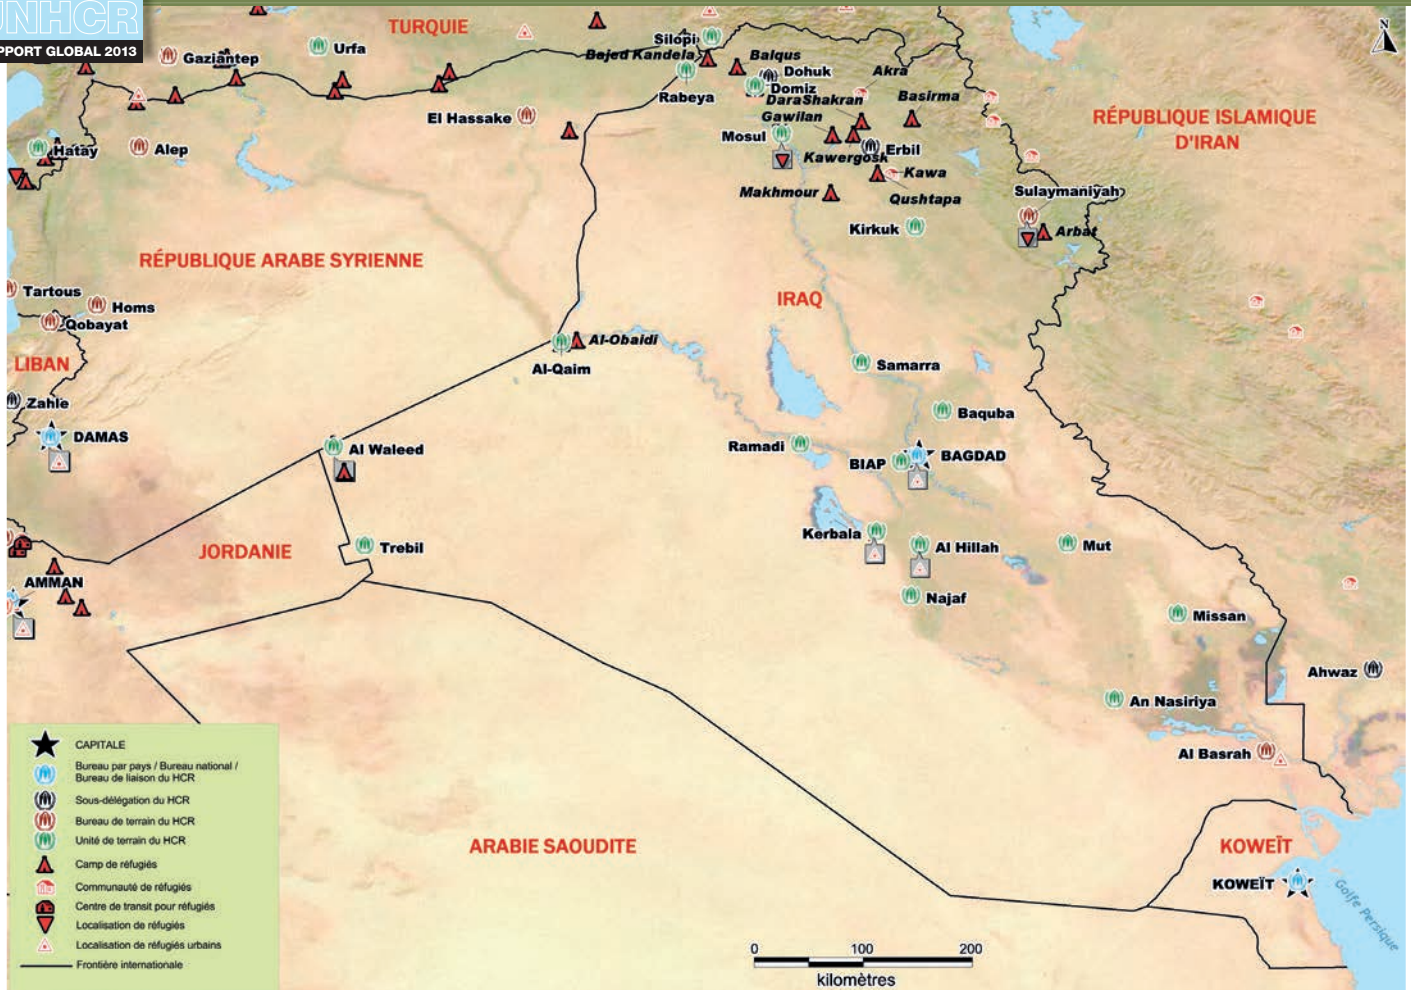 UNHCR
PPORT GLOBAL 2013
N
TURQUIE
Silopi
Urfa
Gaziantep
Bajed Kandela
Balqus
Dohuk
Akra
Domiz
Rabeya
DaraShakran
Basirma
Gawilan
El Hassake
RÉPUBLIQUE ISLAMIQUE
D'IRAN
Mosul
Hatay
Alep
Erbil
Kawergosk
Kawa
Makhmour
Qushtapa
Sulaymaniyah
Kirkuk
Arbat
RÉPUBLIQUE ARABE SYRIENNE
Tartous
Homs
IRAQ
Qobayat
Al-Obaidi
LIBAN
Al-Qaim
Samarra
Zahle
Baquba
DAMAS
Al Waleed
Ramadi
BIAP
BAGDAD
Kerbala
JORDANIE
Trebil
Al Hillah
Mut
AMMAN
Najaf
Missan
Ahwaz
An Nasiriya
Al Basrah
ARABIE SAOUDITE
KOWEÏT
KOWEÏT
Golfe Persique
CAPITALE
Bureau par pays / Bureau national /
Bureau de liaison du HCR
Sous-délégation du HCR
Bureau de terrain du HCR
Unité de terrain du HCR
Camp de réfugiés
Communauté de réfugiés
Centre de transit pour réfugiés
Localisation de réfugiés
Localisation de réfugiés urbains
Frontière internationale
0 100 200
kilomètres